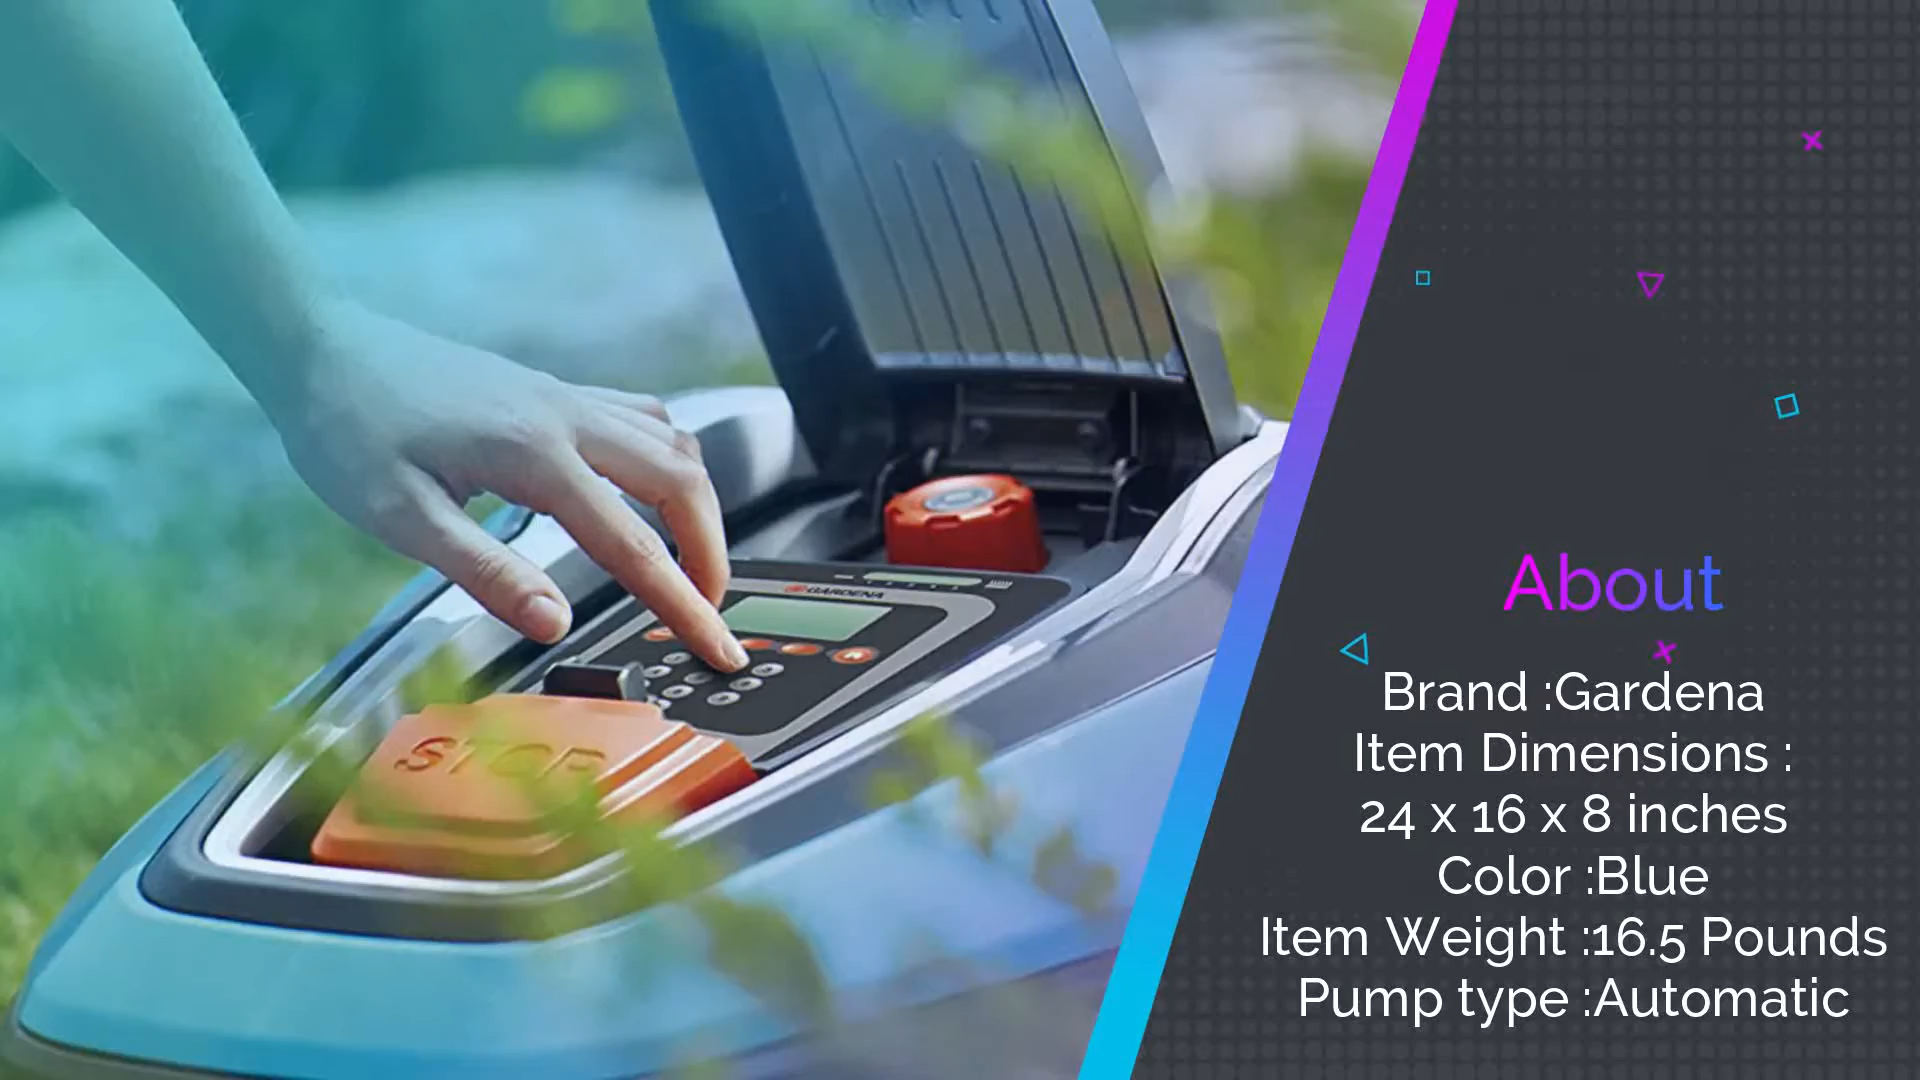 GARDENA
STOP
About
Brand :Gardena
Item Dimensions :
24 x 16 x 8 inches
Color :Blue
Item Weight :16.5 Pounds
Pump type :Automatic